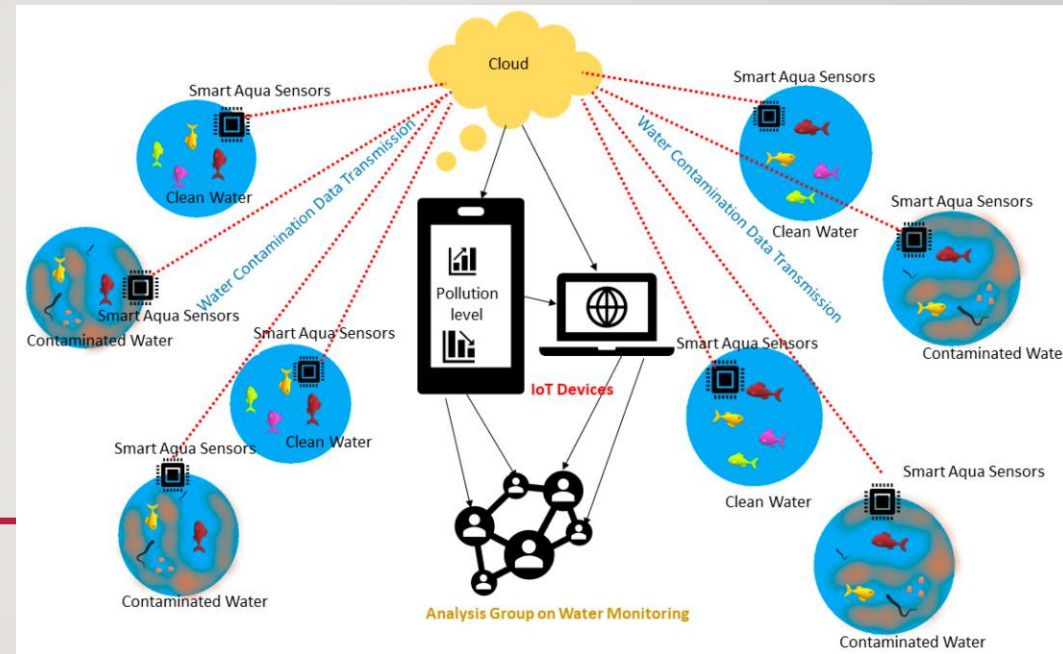 Cloud
Smart Aqua Sensors
Smart Aqua Sensors
Water Contamination Data Transmission
Water Contamination Data Transmission
Clean Water
Clean Water
Smart Aqua Sensors
Smart Aqua Sensors
Contaminated Water
Contaminated Water
Pollution
level
Smart Aqua Sensors
Smart Aqua Sensors
IoT Devices
Clean Water
Clean Water
Smart Aqua Sensors
Smart Aqua Sensors
Contaminated Water
Contaminated Water
Analysis Group on Water Monitoring